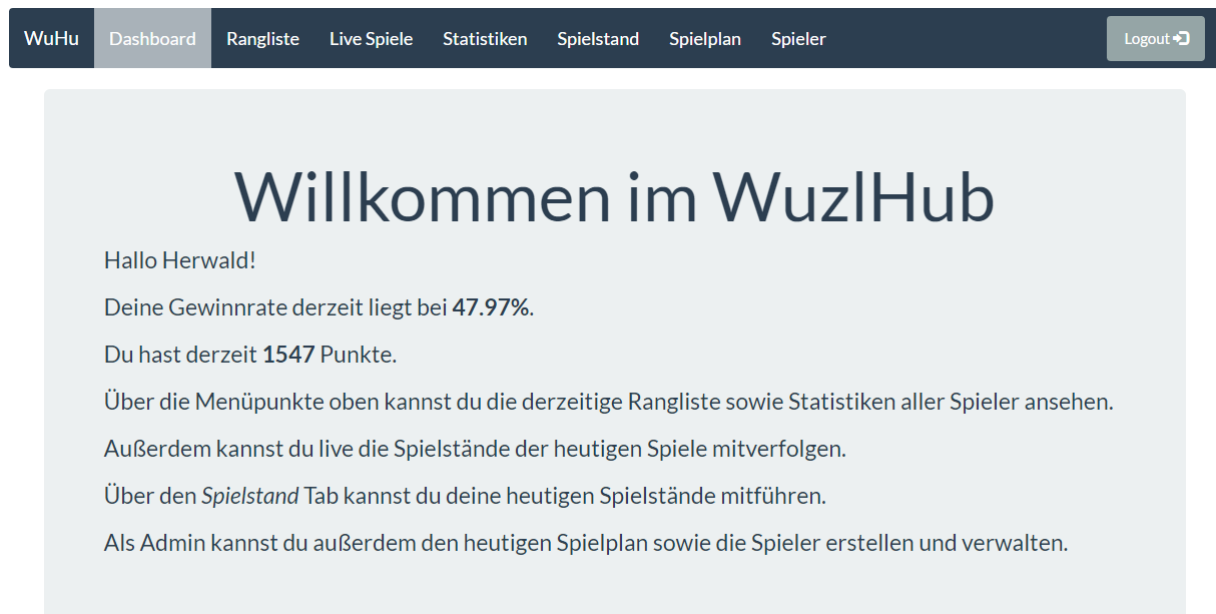 WuHu Dashboard Rangliste Live Spiele Statistiken Spielstand Spielplan Spieler Logout
Willkommen im WuzlHub
Hallo Herwald!
Deine Gewinnrate derzeit liegt bei 47.97%.
Du hast derzeit 1547 Punkte.
Über die Menüpunkte oben kannst du die derzeitige Rangliste sowie Statistiken aller Spieler ansehen.
Außerdem kannst du live die Spielstände der heutigen Spiele mitverfolgen.
Über den Spielstand Tab kannst du deine heutigen Spielstände mitführen.
Als Admin kannst du außerdem den heutigen Spielplan sowie die Spieler erstellen und verwalten.